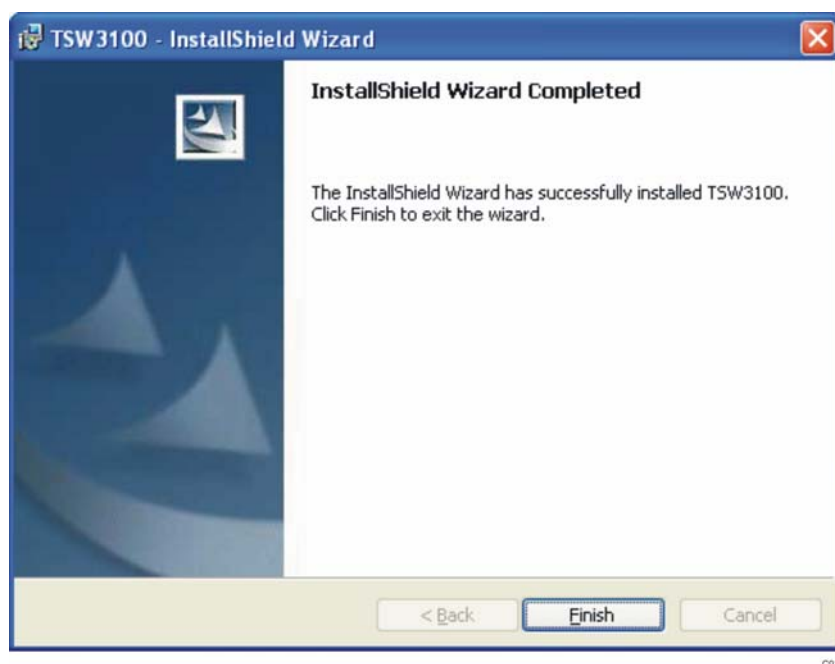 TSW3100 - InstallShield Wizard
InstallShield Wizard Completed
The InstallShield Wizard has successfully installed TSW3100.
Click Finish to exit the wizard.
< Back
Finish
Cancel